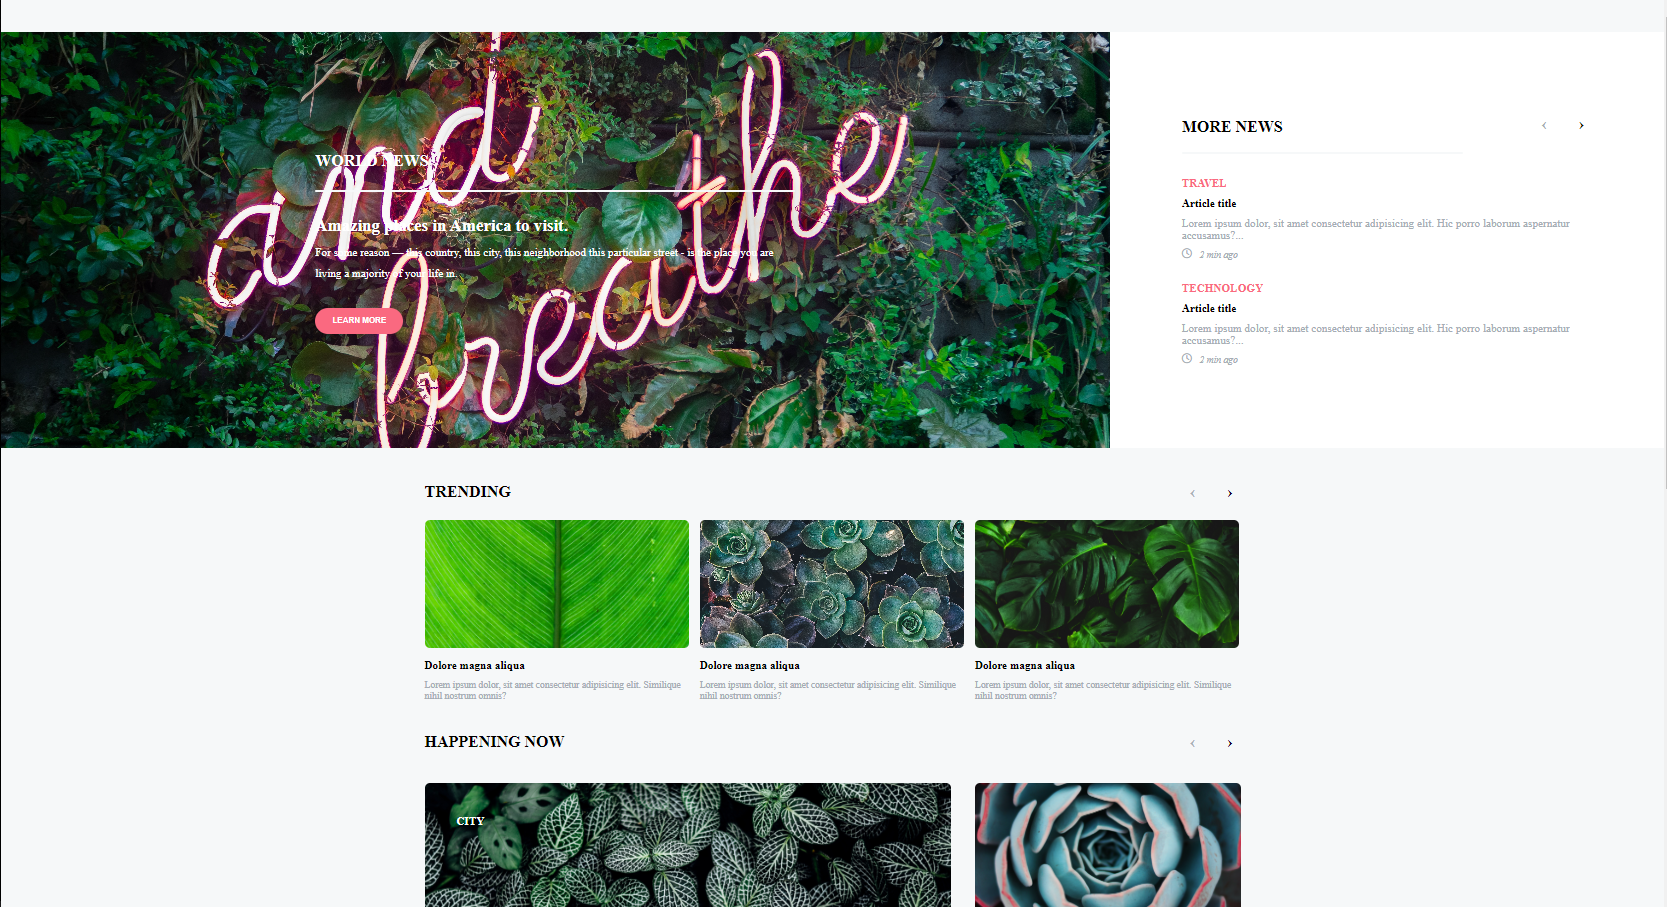 and
breathe
WORLD NEWS
Amazing places in America to visit.
For some reason — this country, this city, this neighborhood this particular street - is the place you are
living a majority of your life in.
LEARN MORE
MORE NEWS
‹ ›
TRAVEL
Article title
Lorem ipsum dolor, sit amet consectetur adipisicing elit. Hic porro laborum aspernatur
accusamus?...
2 min ago
TECHNOLOGY
Article title
Lorem ipsum dolor, sit amet consectetur adipisicing elit. Hic porro laborum aspernatur
accusamus?...
2 min ago
TRENDING
‹ ›
Dolore magna aliqua
Lorem ipsum dolor, sit amet consectetur adipisicing elit. Similique
nihil nostrum omnis?
Dolore magna aliqua
Lorem ipsum dolor, sit amet consectetur adipisicing elit. Similique
nihil nostrum omnis?
Dolore magna aliqua
Lorem ipsum dolor, sit amet consectetur adipisicing elit. Similique
nihil nostrum omnis?
HAPPENING NOW
‹ ›
CITY